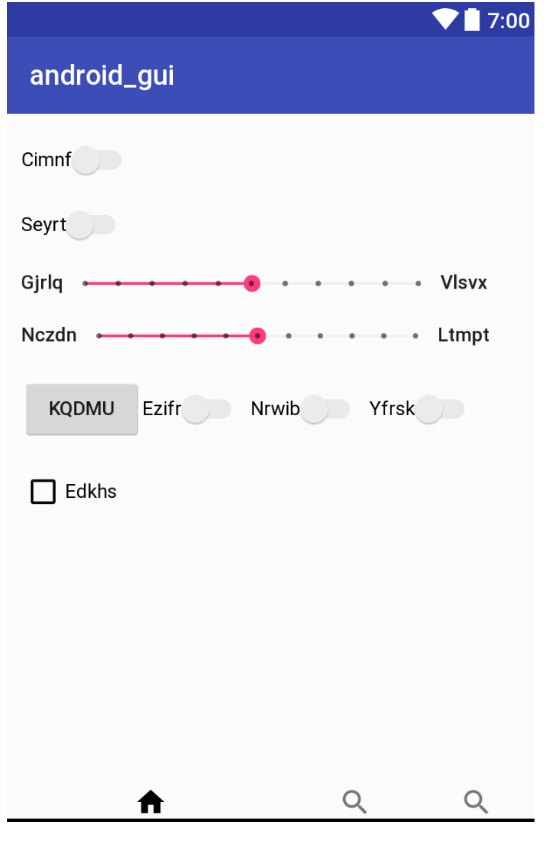 7:00
android_gui
Cimnf
Seyrt
Gjrlq Vlsvx
Nczdn Ltmpt
KQDMU Ezifr Nrwib Yfrsk
Edkhs